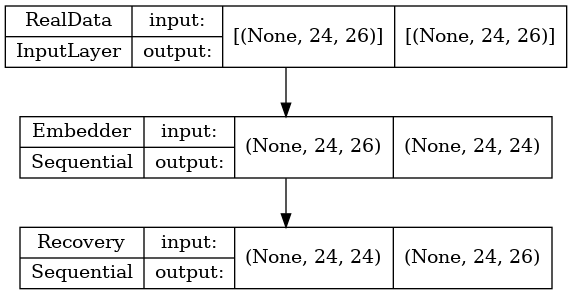 RealData input: [(None, 24, 26)] [(None, 24, 26)]
InputLayer output:
Embedder input: (None, 24, 26) (None, 24, 24)
Sequential output:
Recovery input: (None, 24, 24) (None, 24, 26)
Sequential output: